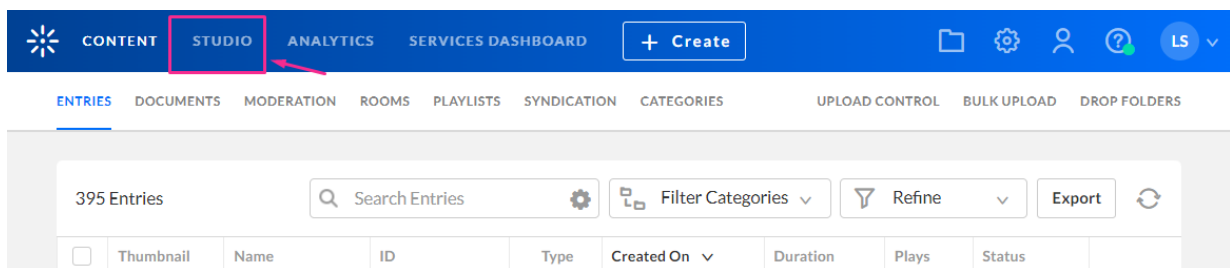 CONTENT STUDIO ANALYTICS SERVICES DASHBOARD + Create LS
ENTRIES DOCUMENTS MODERATION ROOMS PLAYLISTS SYNDICATION CATEGORIES UPLOAD CONTROL BULK UPLOAD DROP FOLDERS
395 Entries Search Entries Filter Categories Refine Export
Thumbnail Name ID Type Created On Duration Plays Status